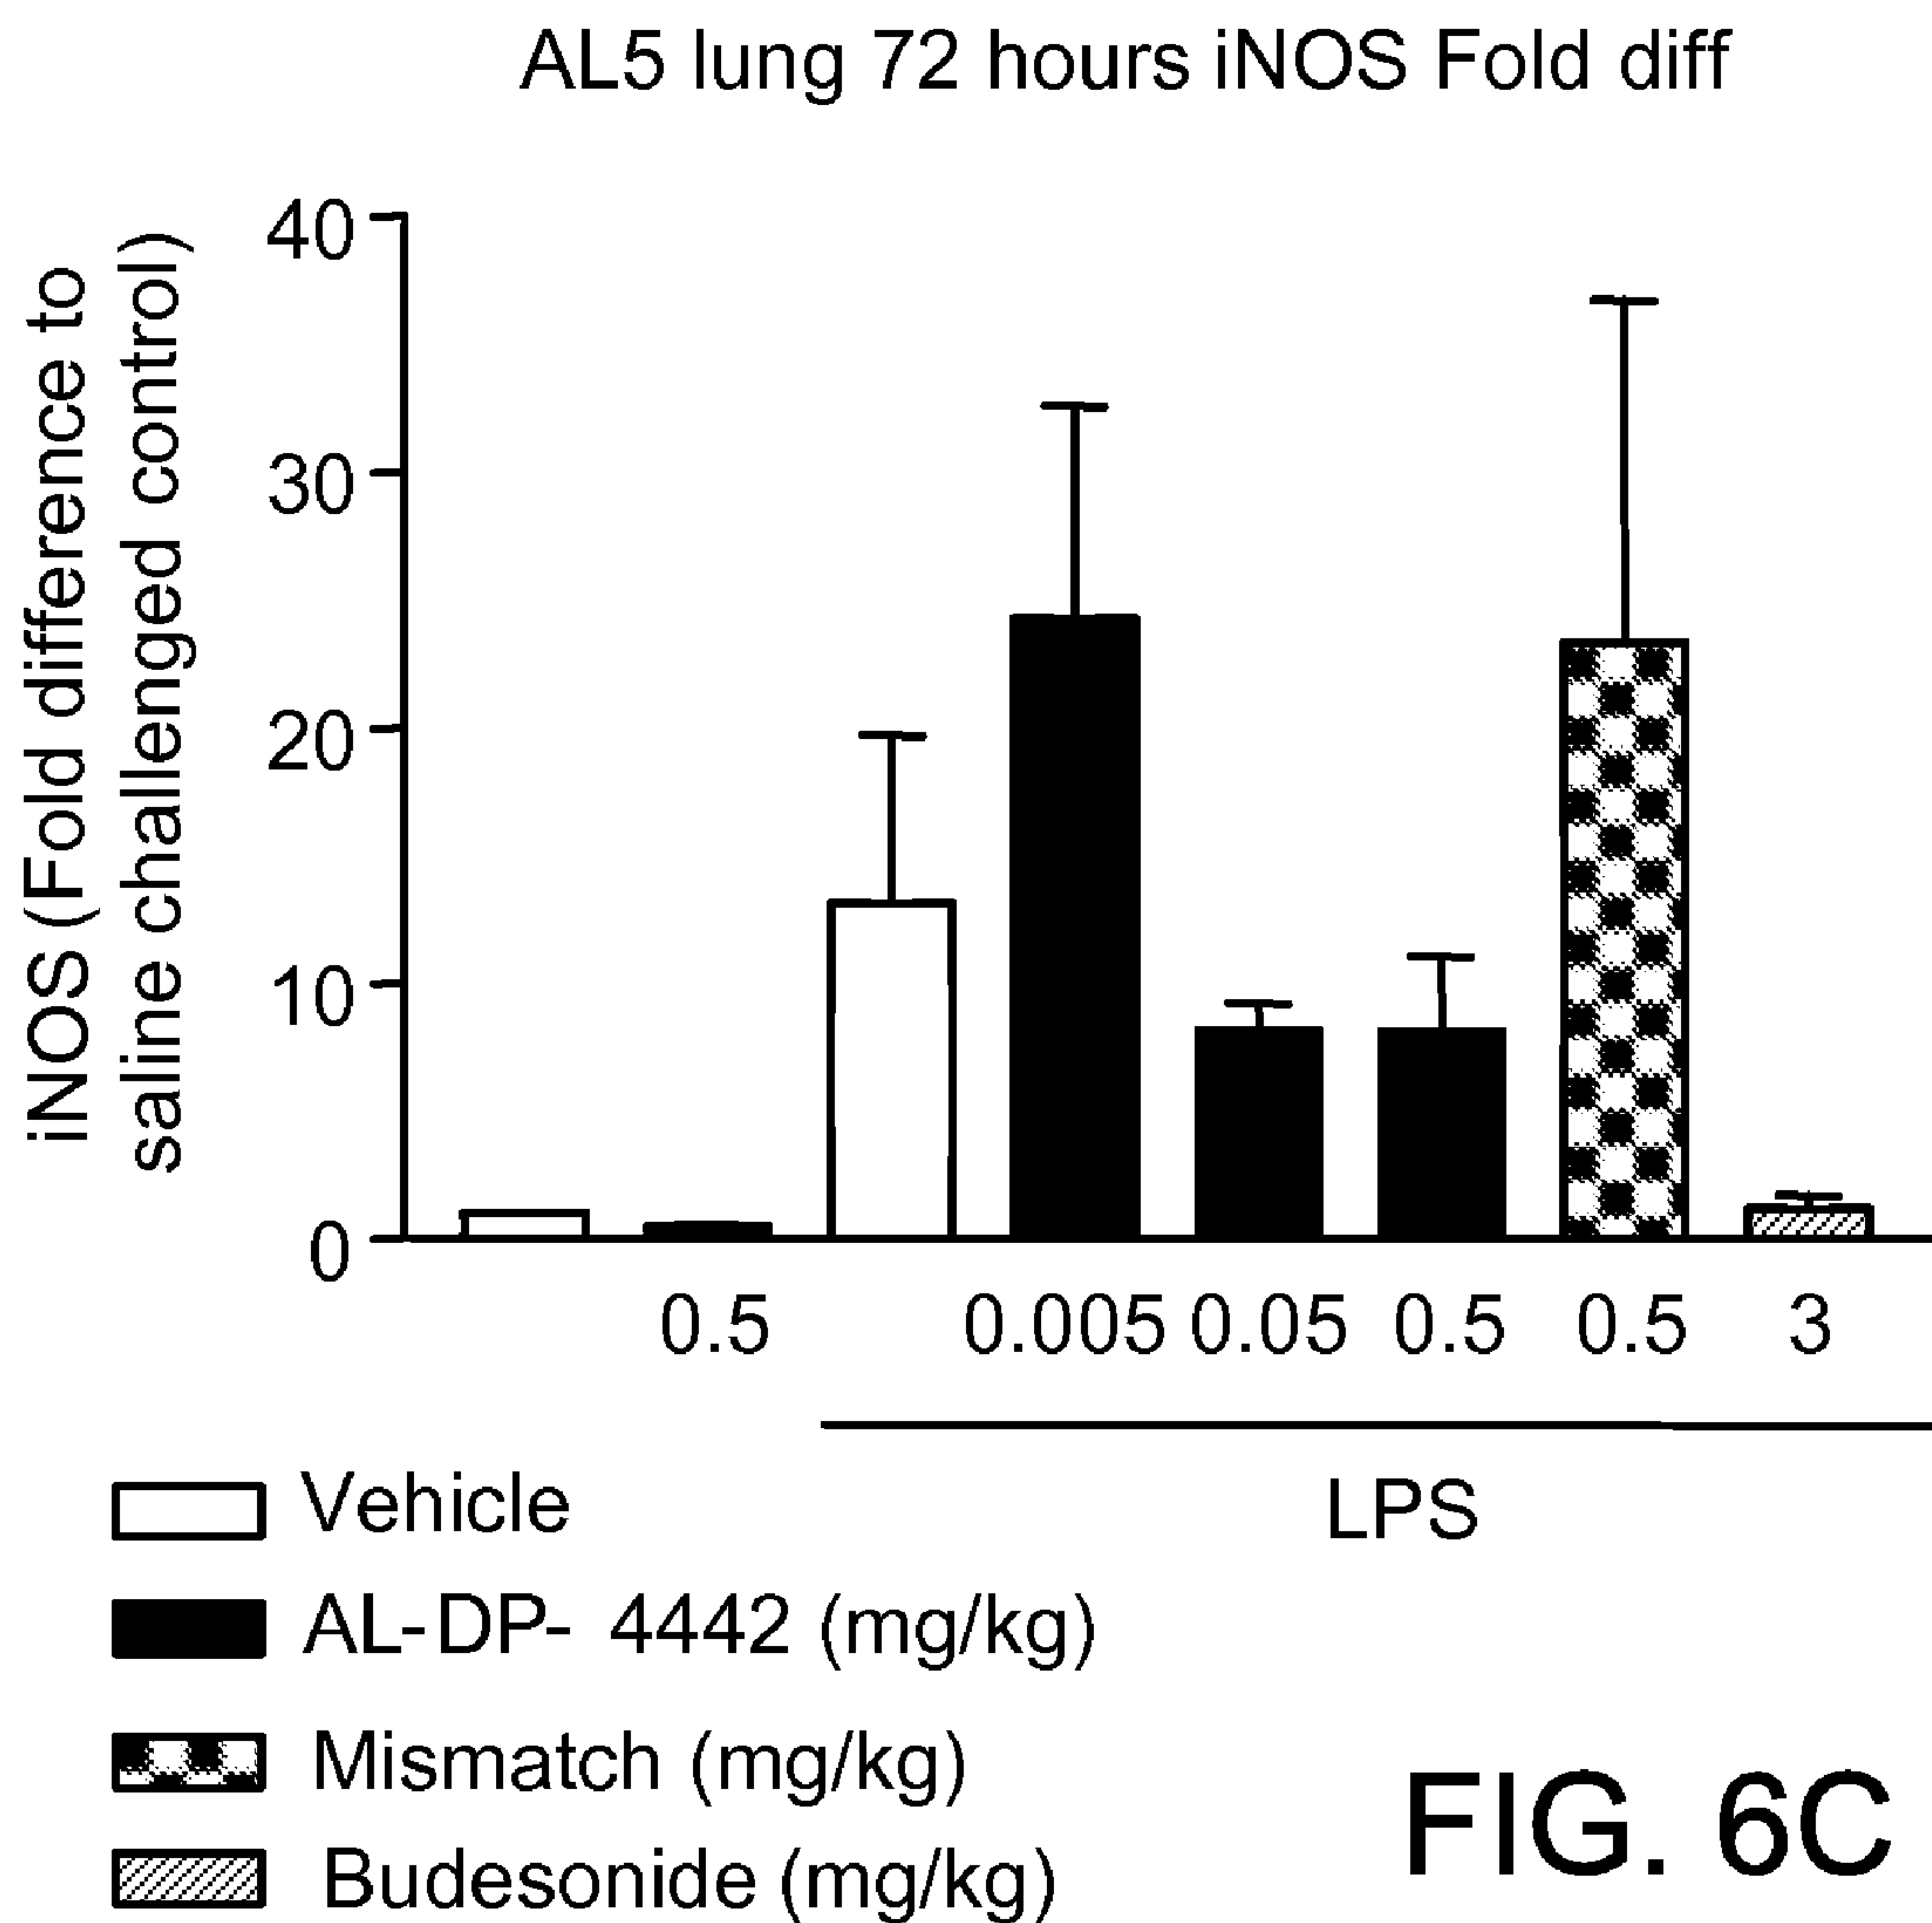 AL5 lung 72 hours iNOS Fold diff
iNOS (Fold difference to
saline challenged control)
40
30
20
10
0
0.5 0.005 0.05 0.5 0.5 3
LPS
Vehicle
AL-DP- 4442 (mg/kg)
Mismatch (mg/kg)
Budesonide (mg/kg)
FIG. 6C